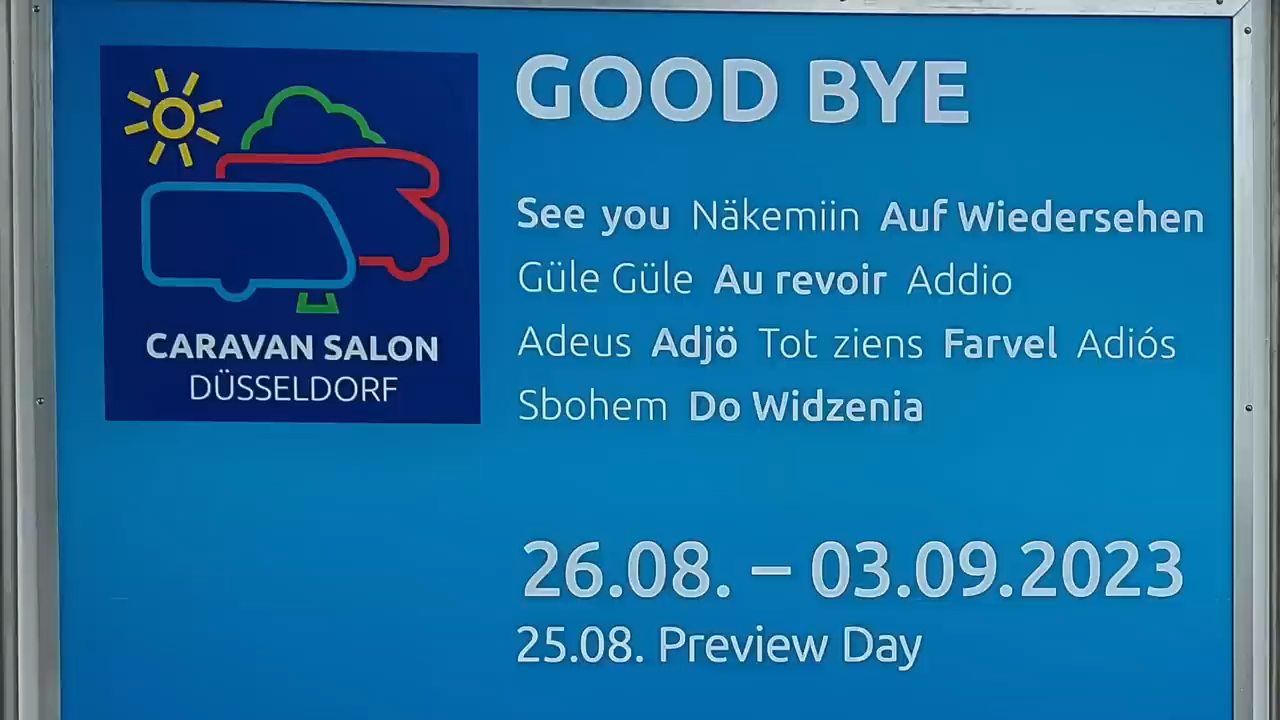 CARAVAN SALON
DÜSSELDORF
GOOD BYE
See you Näkemiin Auf Wiedersehen
Güle Güle Au revoir Addio
Adeus Adjö Tot ziens Farvel Adiós
Sbohem Do Widzenia
26.08. – 03.09.2023
25.08. Preview Day